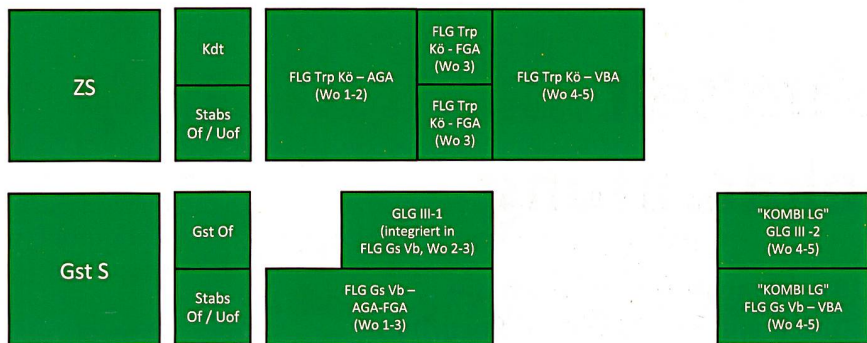 ZS
Kdt
Stabs
Of / Uof
FLG Trp Kö – AGA
(Wo 1-2)
FLG Trp
Kö - FGA
(Wo 3)
FLG Trp
Kö - FGA
(Wo 3)
FLG Trp Kö – VBA
(Wo 4-5)
Gst S
Gst Of
Stabs
Of / Uof
GLG III-1
(integriert in
FLG Gs Vb, Wo 2-3)
FLG Gs Vb –
AGA-FGA
(Wo 1-3)
"KOMBI LG"
GLG III -2
(Wo 4-5)
"KOMBI LG"
FLG Gs Vb – VBA
(Wo 4-5)